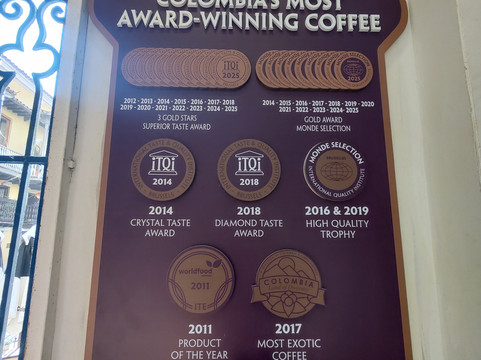 COLOMBIA'S MOST
AWARD-WINNING COFFEE
iTQi
2025
2025
2012 - 2013 - 2014 - 2015 - 2016 - 2017- 2018
2019 - 2020 - 2021 - 2022 - 2023 - 2024 - 2025
3 GOLD STARS
SUPERIOR TASTE AWARD
2014 - 2015 - 2016 - 2017 - 2018 - 2019 - 2020
2021 - 2022 - 2023 - 2024- 2025
GOLD AWARD
MONDE SELECTION
iTQi
2014
iTQi
2018
MONDE SELECTION
INTERNATIONAL QUALITY INSTITUTE
2014
CRYSTAL TASTE
AWARD
2018
DIAMOND TASTE
AWARD
2016 & 2019
HIGH QUALITY
TROPHY
worldfood
2011
ITE
COLOMBIA
2011
PRODUCT
OF THE YEAR
2017
MOST EXOTIC
COFFEE